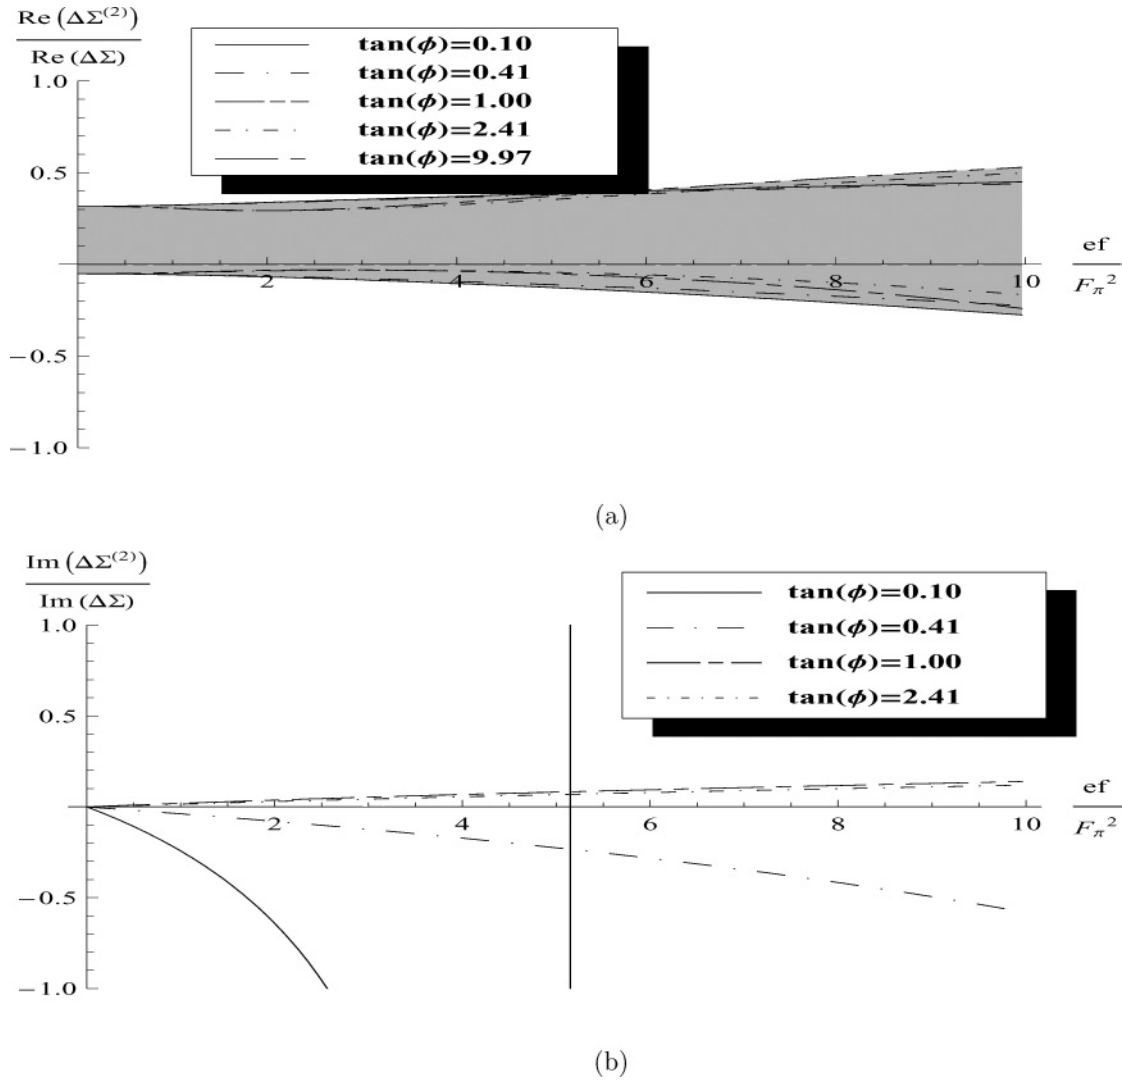 Re (ΔΣ⁽²⁾)
Re (ΔΣ)
tan(ϕ)=0.10
tan(ϕ)=0.41
tan(ϕ)=1.00
tan(ϕ)=2.41
tan(ϕ)=9.97
1.0
0.5
−0.5
−1.0
2 4 6 8 10
ef
F_π²
(a)
Im (ΔΣ⁽²⁾)
Im (ΔΣ)
tan(ϕ)=0.10
tan(ϕ)=0.41
tan(ϕ)=1.00
tan(ϕ)=2.41
1.0
0.5
−0.5
−1.0
2 4 6 8 10
ef
F_π²
(b)